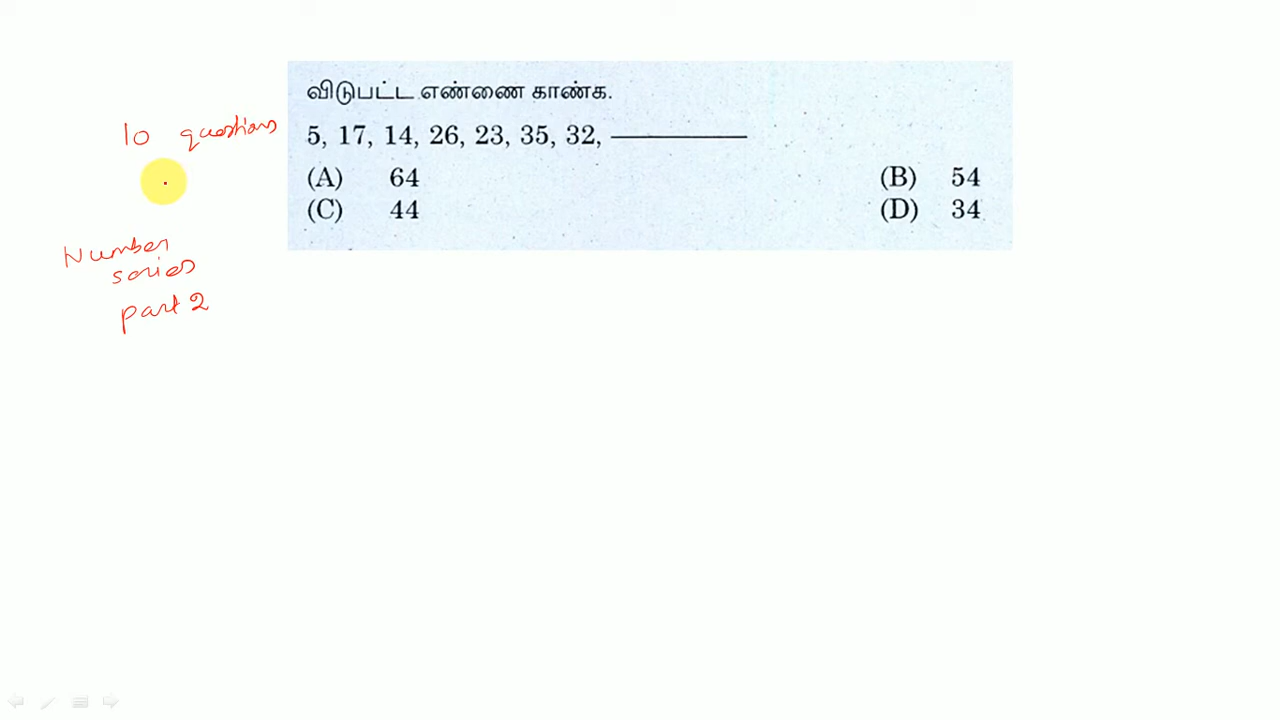 விடுபட்ட எண்ணை காண்க.
5, 17, 14, 26, 23, 35, 32, ————
(A) 64 (B) 54
(C) 44 (D) 34
10 questions
Number
series
part 2